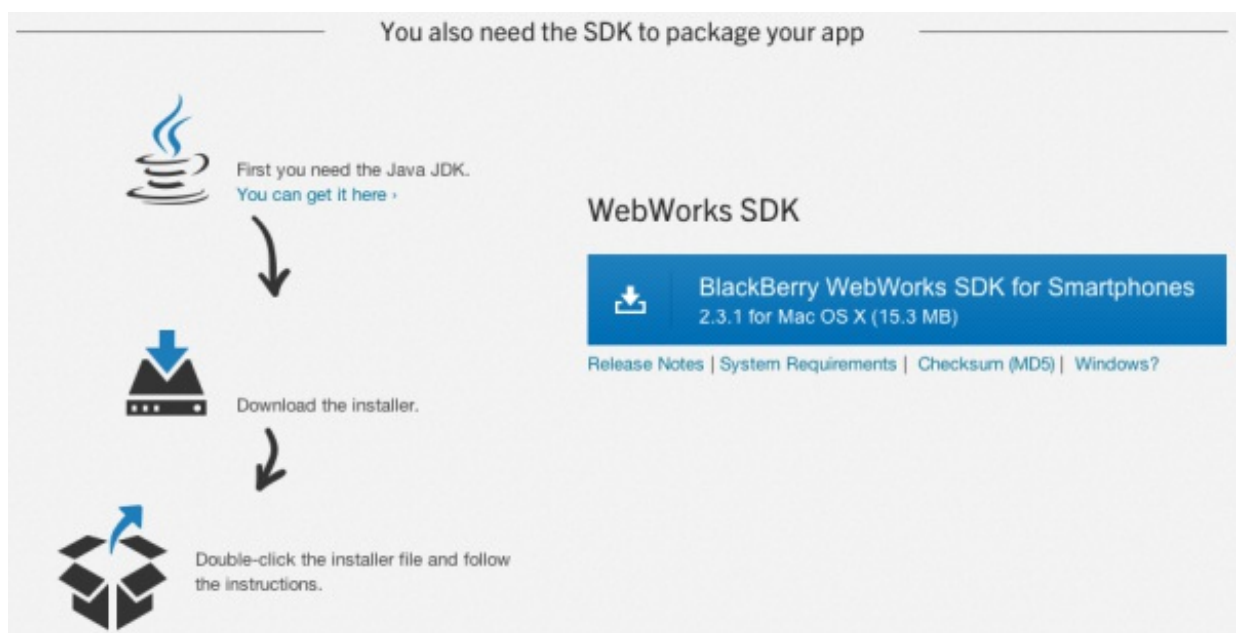 You also need the SDK to package your app
First you need the Java JDK.
You can get it here ›
Download the installer.
Double-click the installer file and follow
the instructions.
WebWorks SDK
BlackBerry WebWorks SDK for Smartphones
2.3.1 for Mac OS X (15.3 MB)
Release Notes | System Requirements | Checksum (MD5) | Windows?